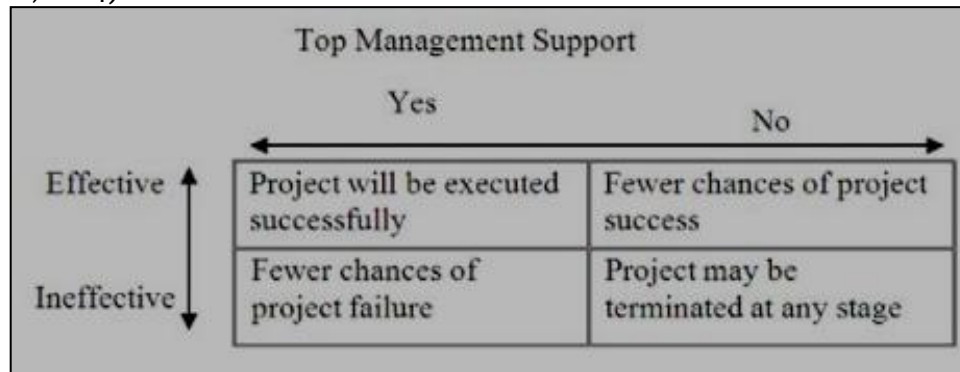 Top Management Support
Yes
No
Effective
Project will be executed
successfully
Fewer chances of project
success
Ineffective
Fewer chances of
project failure
Project may be
terminated at any stage